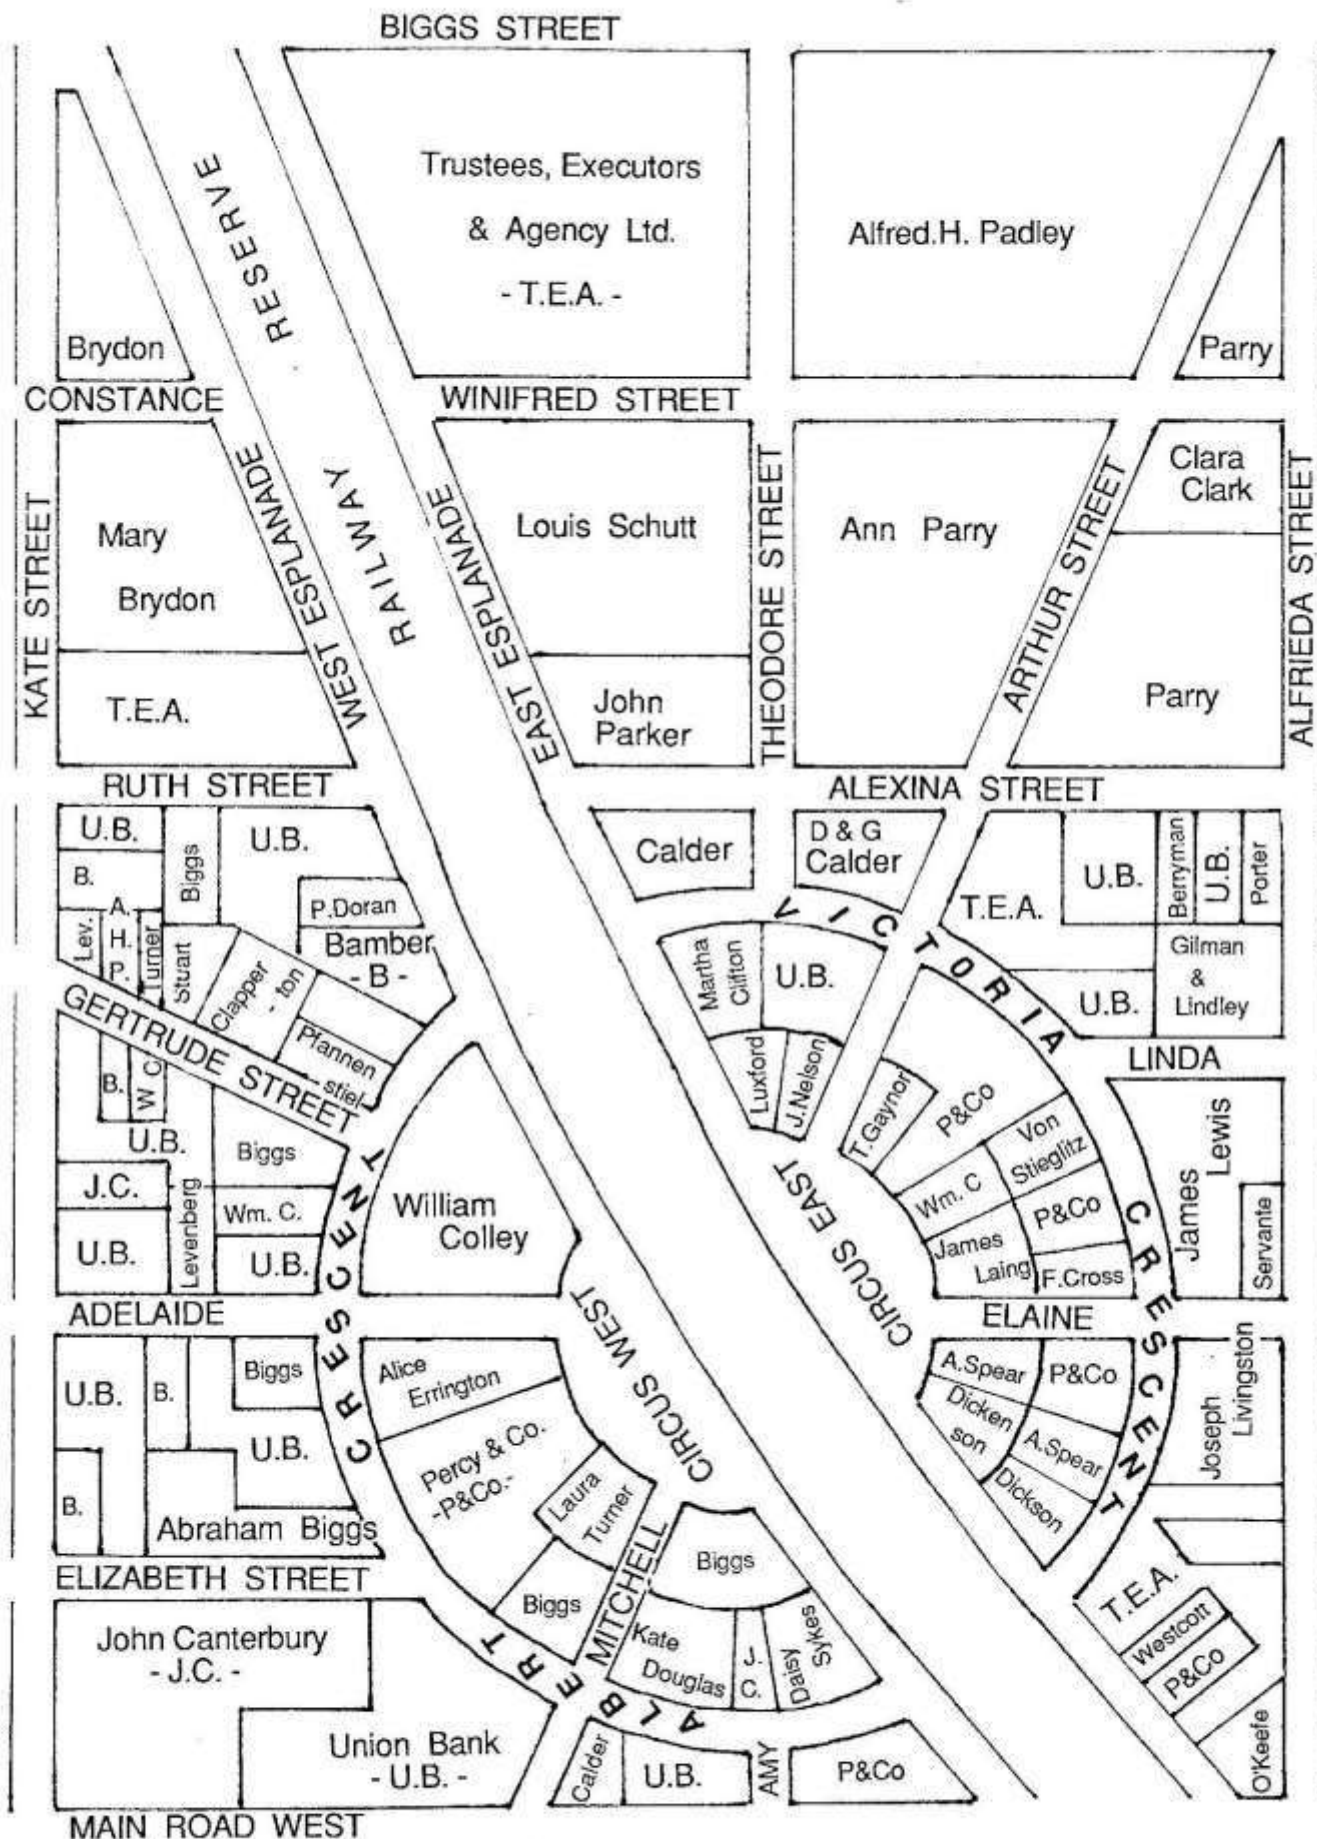 BIGGS STREET
Trustees, Executors
& Agency Ltd.
- T.E.A. -
Alfred.H. Padley
RESERVE
Brydon
Parry
CONSTANCE
WINIFRED STREET
KATE STREET
Mary
Brydon
WEST ESPLANADE
RAILWAY
EAST ESPLANADE
Louis Schutt
THEODORE STREET
Ann Parry
ARTHUR STREET
Clara
Clark
ALFRIEDA STREET
T.E.A.
John
Parker
Parry
RUTH STREET
ALEXINA STREET
U.B.
Biggs
U.B.
B.
A.
H.
P.
Lev.
Turner
Stuart
Clapper
- ton
P.Doran
Bamber
- B -
Pfannen
- stiel
Calder
D & G
Calder
VICTORIA CRESCENT
T.E.A.
U.B.
Berryman
U.B.
Porter
Gilman
&
Lindley
U.B.
Martha
Clifton
U.B.
Luxford
J.Nelson
GERTRUDE STREET
B.
W C
U.B.
Biggs
J.C.
Levenberg
Wm. C.
U.B.
U.B.
William
Colley
LINDA
T.Gaynor
P&Co
Von
Stieglitz
Wm. C
P&Co
James
Laing
F.Cross
James
Lewis
Servante
CIRCUS EAST
CIRCUS WEST
ADELAIDE
ELAINE
U.B.
B.
Biggs
U.B.
B.
Abraham Biggs
ALBERT CRESCENT
Alice
Errington
Percy & Co.
-P&Co.-
Laura
Turner
Biggs
MITCHELL
Biggs
Kate
Douglas
J.
C.
Daisy
Sykes
A.Spear
P&Co
Dicken
son
A.Spear
Dickson
Joseph
Livingston
T.E.A.
Westcott
P&Co
O'Keefe
ELIZABETH STREET
John Canterbury
- J.C. -
Union Bank
- U.B. -
Calder
U.B.
AMY
P&Co
MAIN ROAD WEST